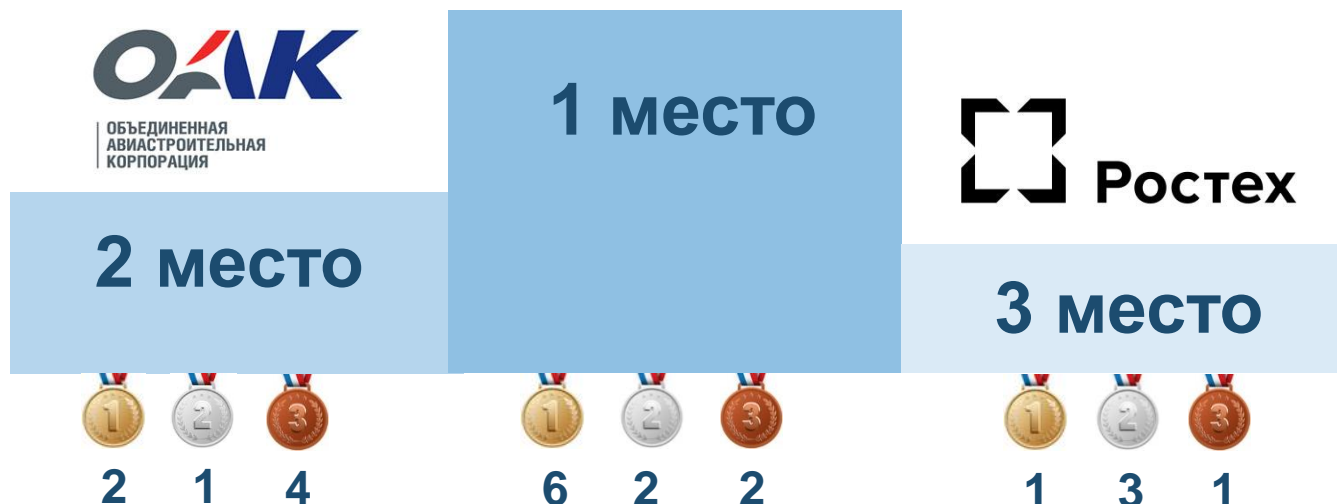 ОАК
ОБЪЕДИНЕННАЯ
АВИАСТРОИТЕЛЬНАЯ
КОРПОРАЦИЯ
1 место
Ростех
2 место
3 место
1 2 3
1 2 3
1 2 3
2 1 4
6 2 2
1 3 1